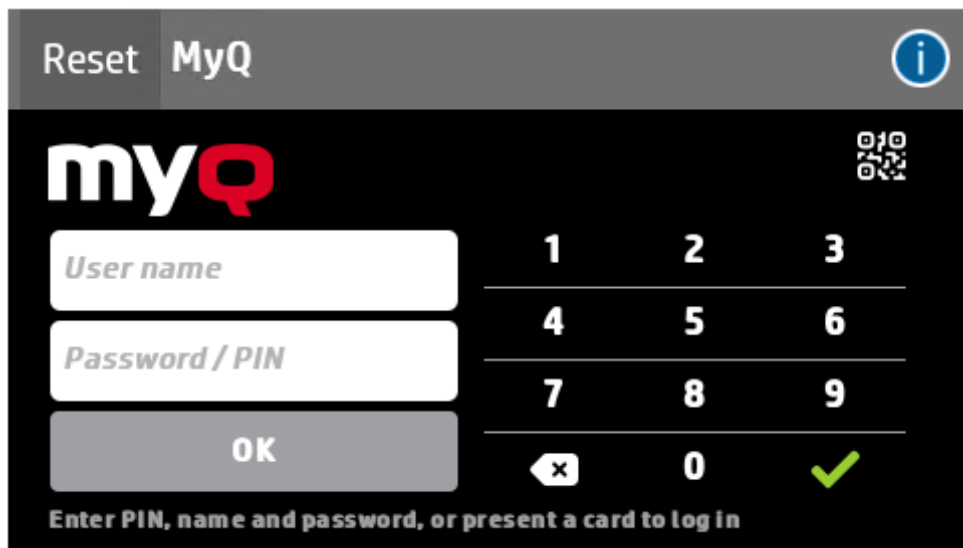 Reset MyQ
myQ
User name
Password / PIN
OK
1 2 3
4 5 6
7 8 9
0
Enter PIN, name and password, or present a card to log in